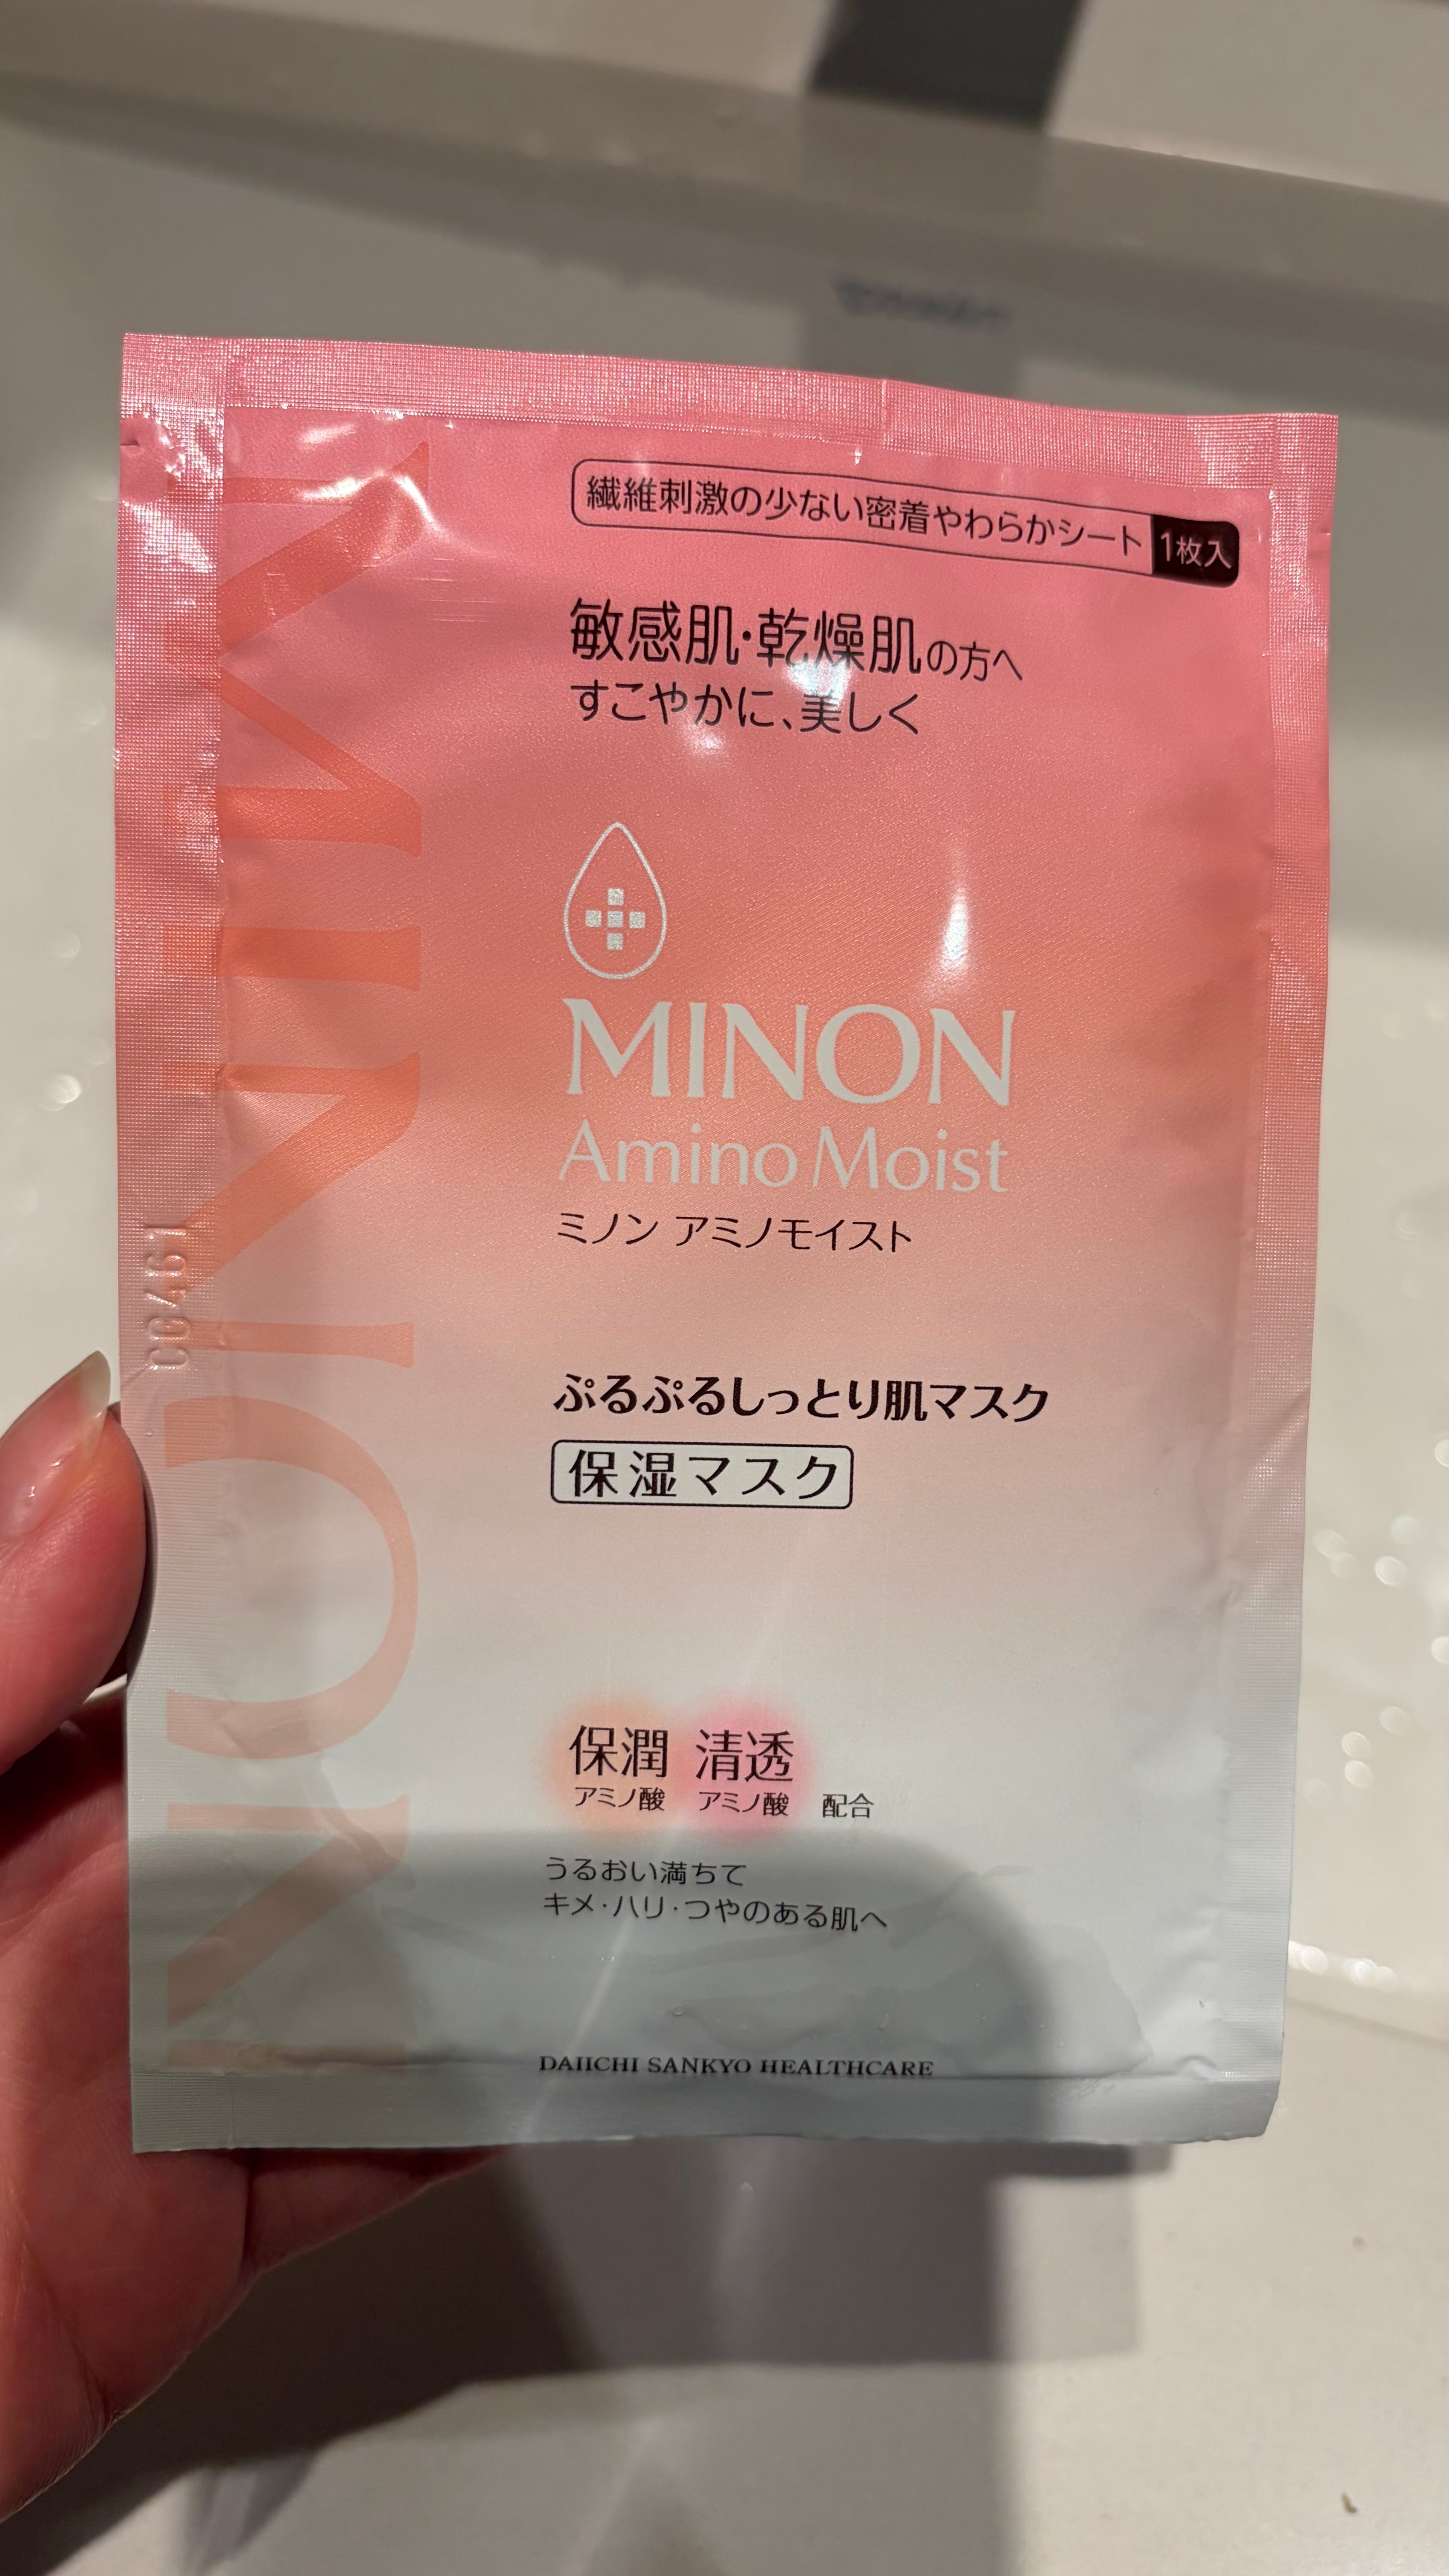 繊維刺激の少ない密着やわらかシート 1枚入
敏感肌・乾燥肌の方へ
すこやかに、美しく
MINON
MINON
Amino Moist
ミノン アミノモイスト
ぷるぷるしっとり肌マスク
保湿マスク
保潤 清透
アミノ酸 アミノ酸 配合
うるおい満ちて
キメ・ハリ・つやのある肌へ
DAIICHI SANKYO HEALTHCARE